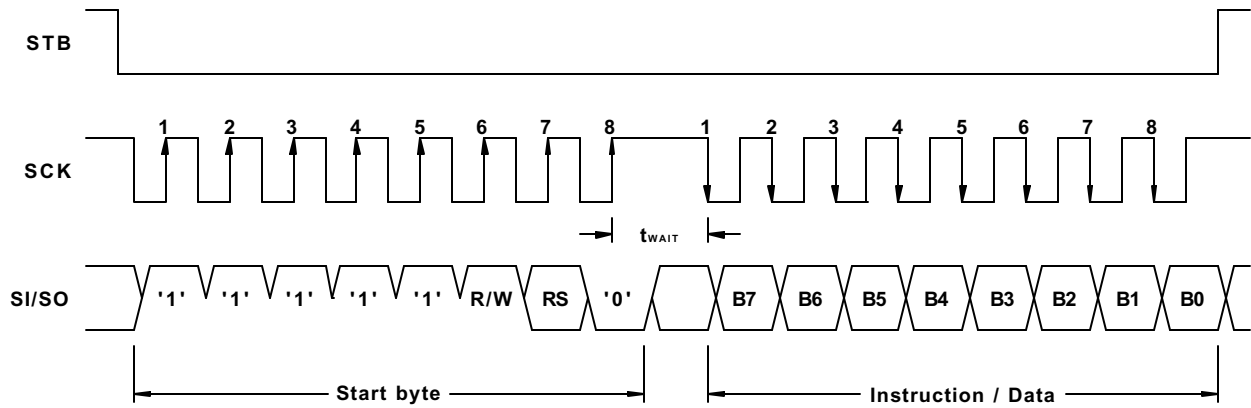 STB
1 2 3 4 5 6 7 8 1 2 3 4 5 6 7 8
SCK
tWAIT
SI/SO '1' '1' '1' '1' '1' R/W RS '0' B7 B6 B5 B4 B3 B2 B1 B0
Start byte Instruction / Data